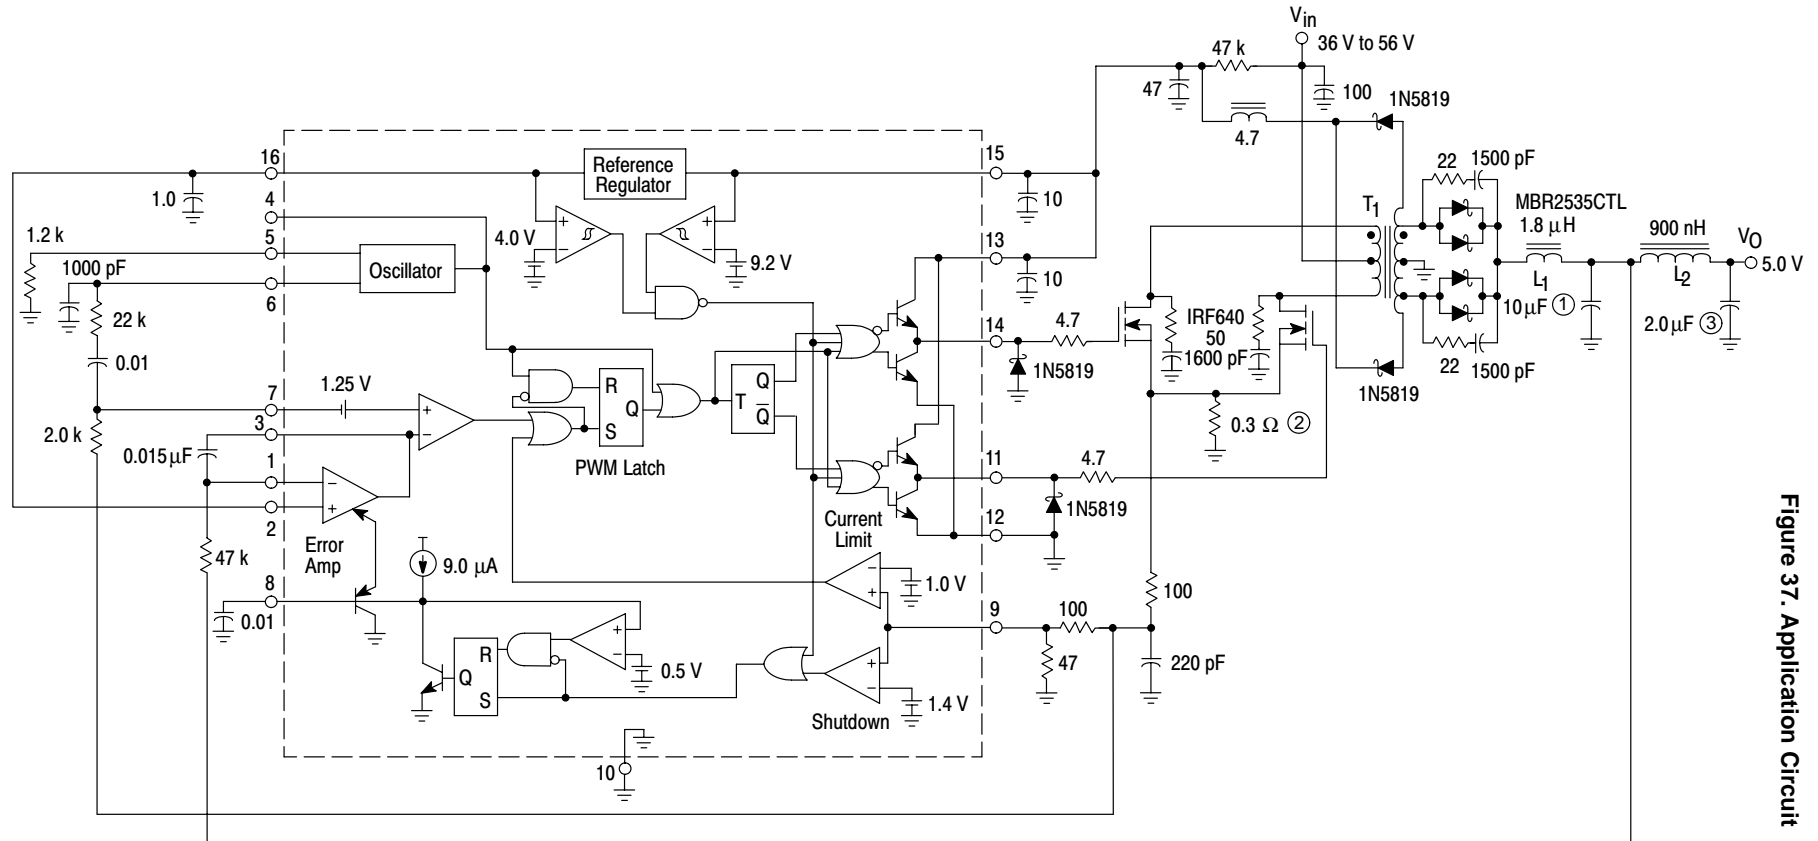 Vin
36 V to 56 V
47 k
47
100
1N5819
4.7
16
Reference
Regulator
15
22
1500 pF
1.0
10
4
T1
MBR2535CTL
1.8 µH
900 nH
VO
5.0 V
1.2 k
5
4.0 V
9.2 V
13
1000 pF
Oscillator
6
10
L1
L2
10 µF ①
2.0 µF ③
22 k
14
4.7
IRF640
50
1600 pF
0.01
1N5819
22
1500 pF
1N5819
7
1.25 V
R
Q
S
T
Q
Q
0.3 Ω ②
2.0 k
3
0.015 µF
PWM Latch
1
11
4.7
2
12
1N5819
Error
Amp
Current
Limit
47 k
9.0 µA
1.0 V
100
8
0.01
9
100
R
Q
S
0.5 V
47
220 pF
1.4 V
Shutdown
10
Figure 37. Application Circuit